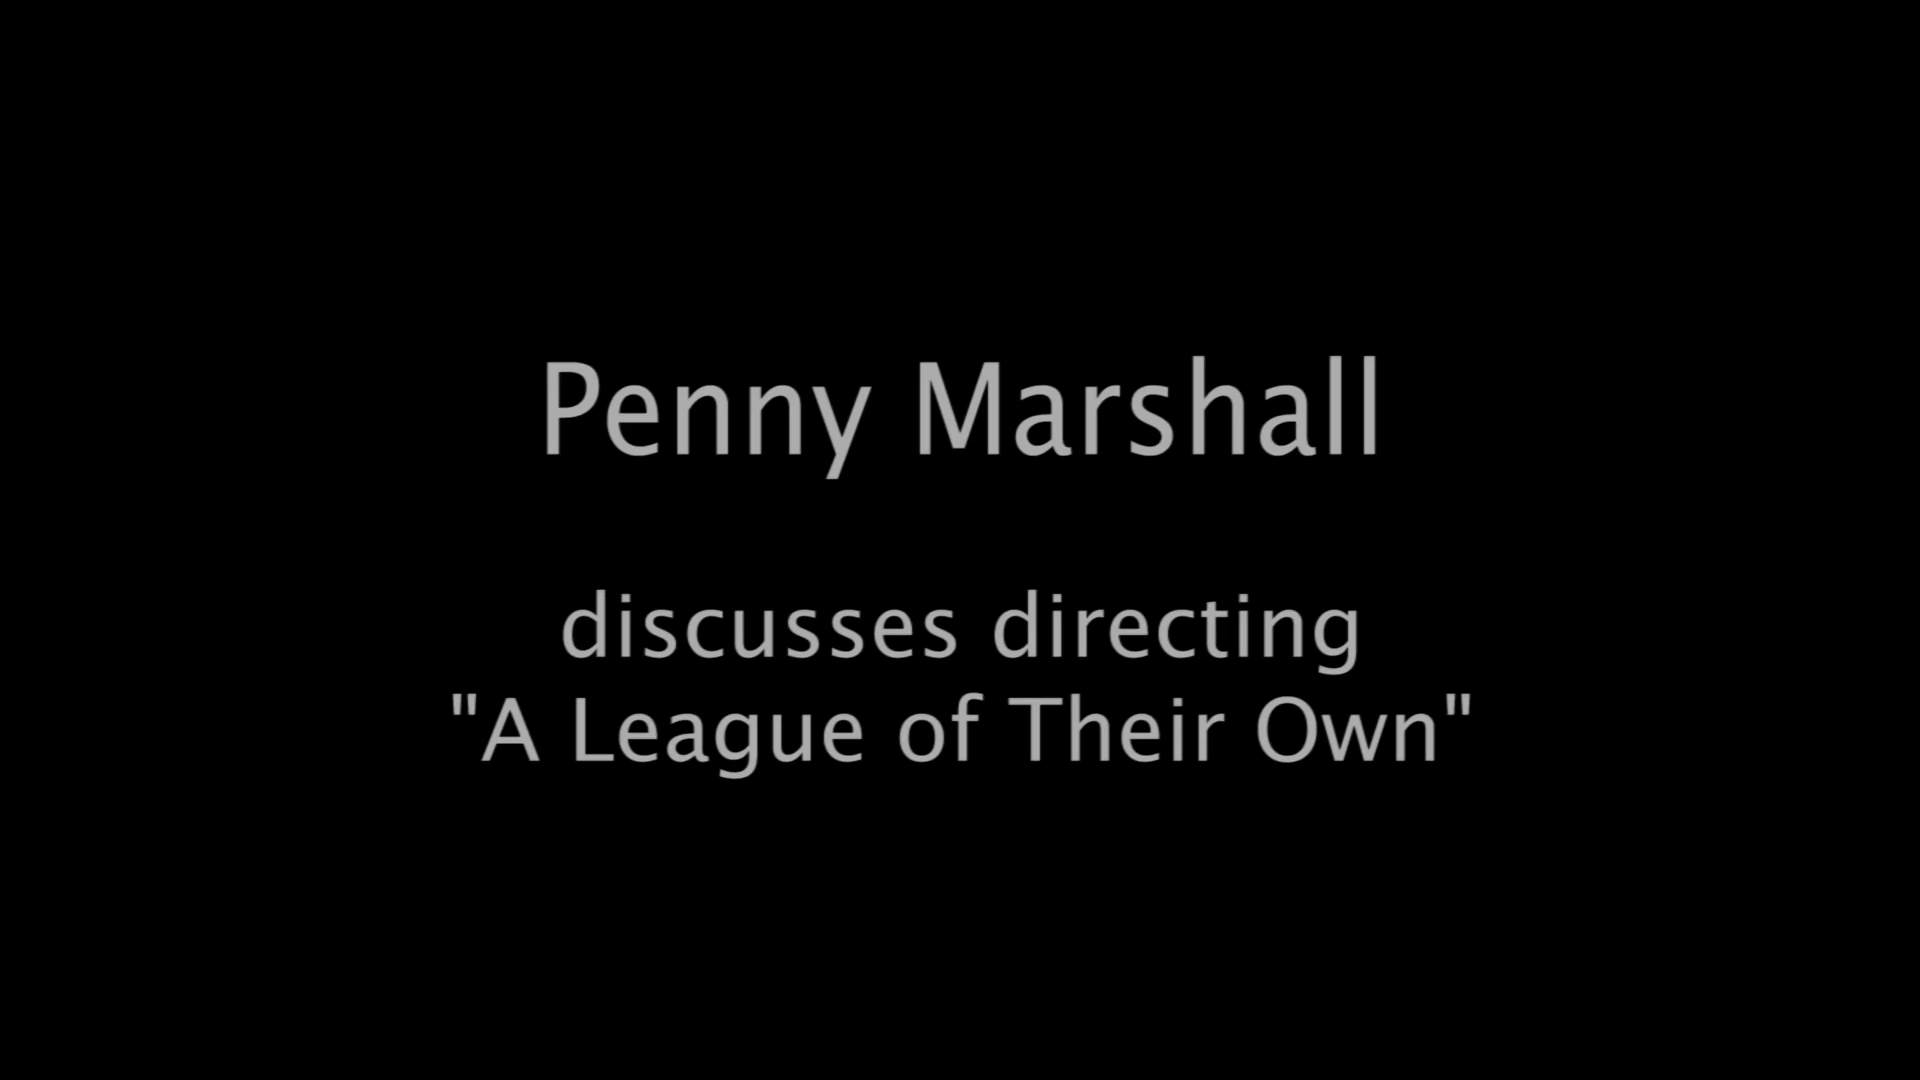 Penny Marshall
discusses directing
"A League of Their Own"